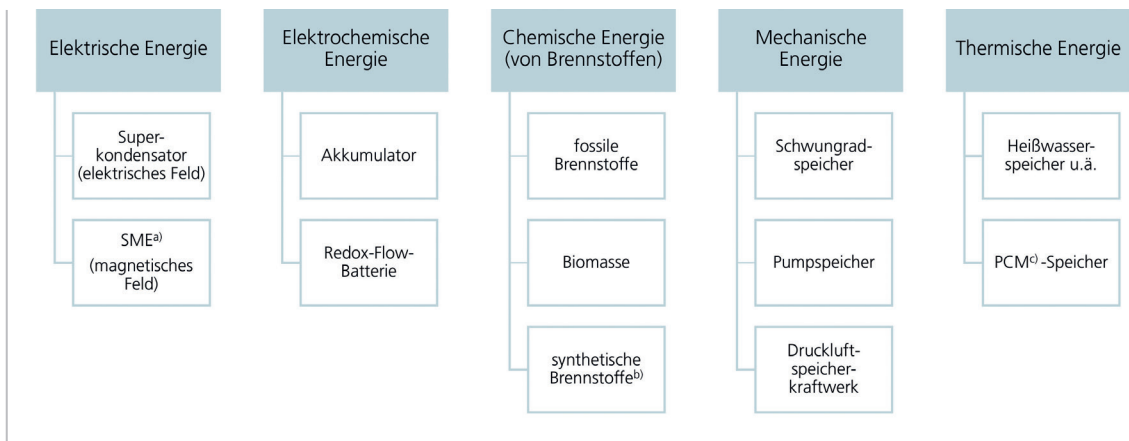 Elektrische Energie
Super-
kondensator
(elektrisches Feld)
SMEa)
(magnetisches
Feld)
Elektrochemische
Energie
Akkumulator
Redox-Flow-
Batterie
Chemische Energie
(von Brennstoffen)
fossile
Brennstoffe
Biomasse
synthetische
Brennstoffeb)
Mechanische
Energie
Schwungrad-
speicher
Pumpspeicher
Druckluft-
speicher-
kraftwerk
Thermische Energie
Heißwasser-
speicher u.ä.
PCMc) -Speicher